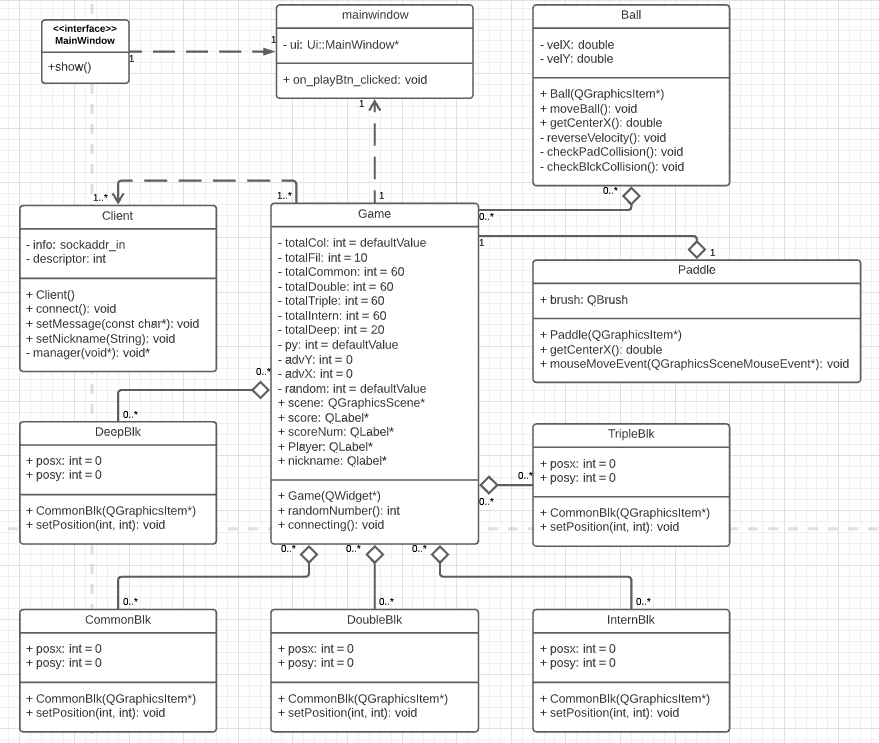 <<interface>>
MainWindow
+show()
1
1
mainwindow
- ui: Ui::MainWindow*
+ on_playBtn_clicked: void
1
1
Ball
- velX: double
- velY: double
+ Ball(QGraphicsItem*)
+ moveBall(): void
+ getCenterX(): double
- reverseVelocity(): void
- checkPadCollision(): void
- checkBlckCollision(): void
0..*
0..*
1..*
1..*
Client
- info: sockaddr_in
- descriptor: int
+ Client()
+ connect(): void
+ setMessage(const char*): void
+ setNickname(String): void
- manager(void*): void*
Game
- totalCol: int = defaultValue
- totalFil: int = 10
- totalCommon: int = 60
- totalDouble: int = 60
- totalTriple: int = 60
- totalIntern: int = 60
- totalDeep: int = 20
- py: int = defaultValue
- advY: int = 0
- advX: int = 0
- random: int = defaultValue
+ scene: QGraphicsScene*
+ score: QLabel*
+ scoreNum: QLabel*
+ Player: QLabel*
+ nickname: Qlabel*
+ Game(QWidget*)
+ randomNumber(): int
+ connecting(): void
1
1
Paddle
+ brush: QBrush
+ Paddle(QGraphicsItem*)
+ getCenterX(): double
+ mouseMoveEvent(QGraphicsSceneMouseEvent*): void
0..*
0..*
DeepBlk
+ posx: int = 0
+ posy: int = 0
+ CommonBlk(QGraphicsItem*)
+ setPosition(int, int): void
0..*
0..*
TripleBlk
+ posx: int = 0
+ posy: int = 0
+ CommonBlk(QGraphicsItem*)
+ setPosition(int, int): void
0..*
0..*
0..*
0..*
0..*
0..*
CommonBlk
+ posx: int = 0
+ posy: int = 0
+ CommonBlk(QGraphicsItem*)
+ setPosition(int, int): void
DoubleBlk
+ posx: int = 0
+ posy: int = 0
+ CommonBlk(QGraphicsItem*)
+ setPosition(int, int): void
InternBlk
+ posx: int = 0
+ posy: int = 0
+ CommonBlk(QGraphicsItem*)
+ setPosition(int, int): void